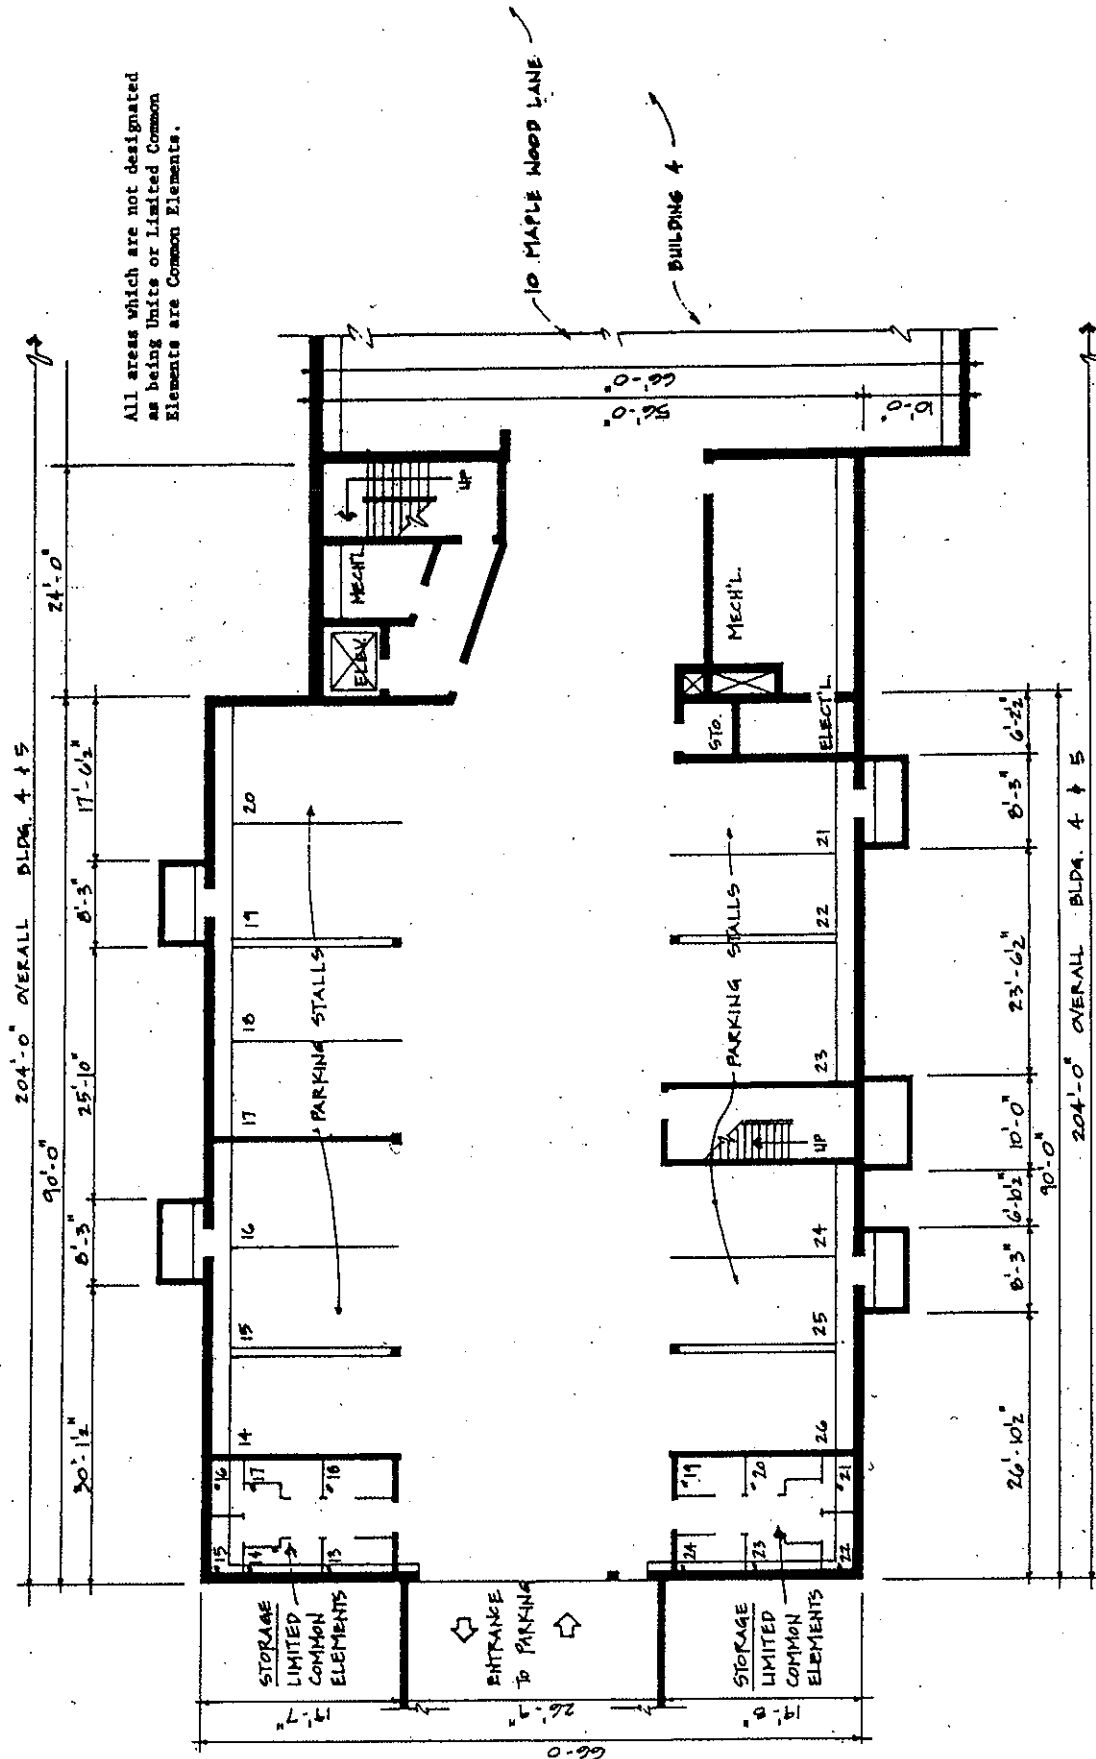 All areas which are not designated
as being Units or Limited Common
Elements are Common Elements.
204'-0" OVERALL BLDG. 4 & 5
90'-0"
24'-0"
30'-1½"
8'-3"
25'-10"
8'-3"
17'-6½"
10 MAPLE WOOD LANE
BUILDING 4
66'-0"
56'-0"
10'-0"
UP
MECH'L.
ELEV.
MECH'L.
STO.
ELECT'L.
14
15
16
17
18
19
20
PARKING STALLS
PARKING STALLS
26
25
24
23
22
21
UP
15
16
14
17
13
18
24
19
23
20
22
21
STORAGE
LIMITED
COMMON
ELEMENTS
ENTRANCE
TO PARKING
STORAGE
LIMITED
COMMON
ELEMENTS
19'-7"
26'-9"
19'-8"
66-0
26'-10½"
8'-3"
6'-10½"
10'-0"
23'-6½"
8'-3"
6'-2½"
90'-0"
204'-0" OVERALL BLDG. 4 & 5